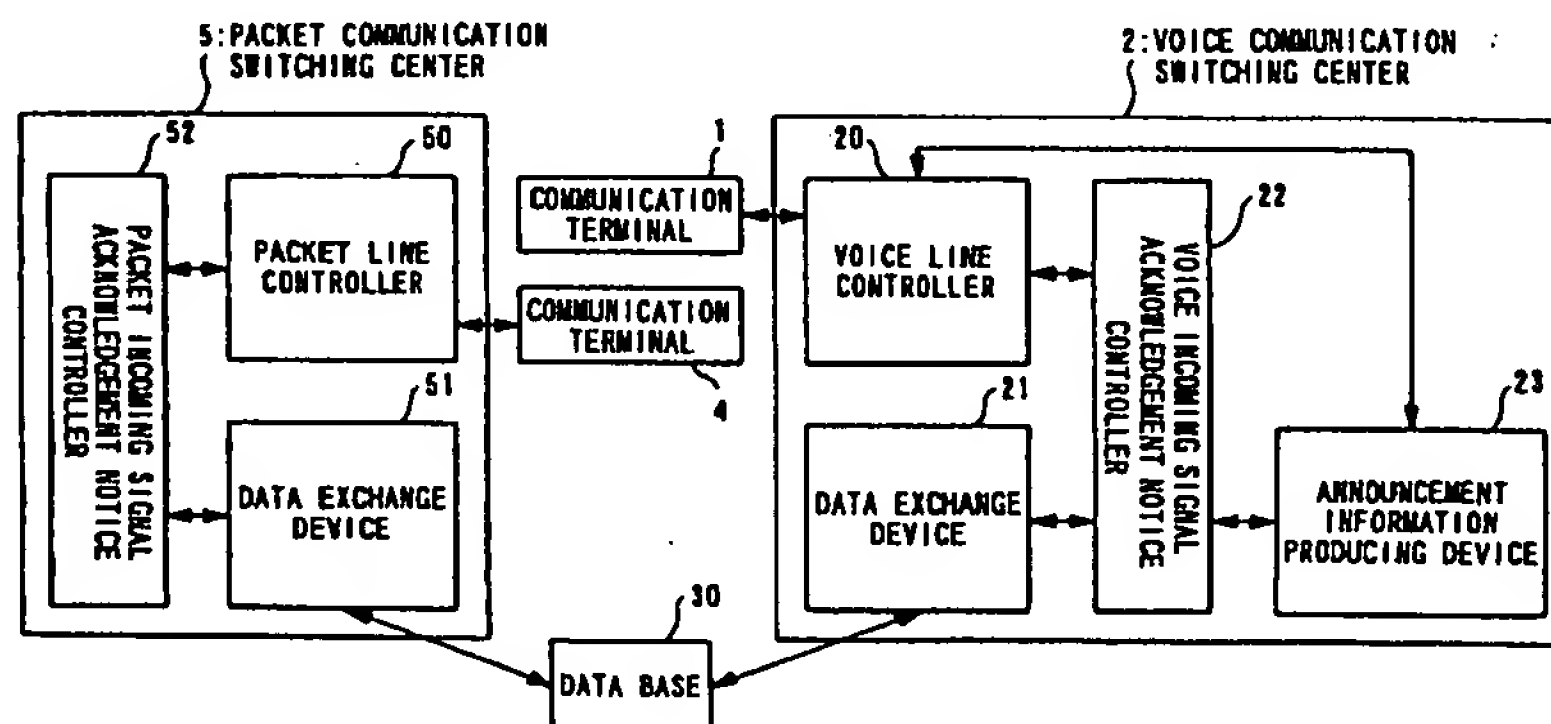 5:PACKET COMMUNICATION
SWITCHING CENTER
2:VOICE COMMUNICATION
SWITCHING CENTER
52
50
1
20
22
PACKET INCOMING SIGNAL
ACKNOWLEDGEMENT NOTICE
CONTROLLER
PACKET LINE
CONTROLLER
COMMUNICATION
TERMINAL
VOICE LINE
CONTROLLER
VOICE INCOMING SIGNAL
ACKNOWLEDGEMENT NOTICE
CONTROLLER
COMMUNICATION
TERMINAL
4
51
21
23
DATA EXCHANGE
DEVICE
DATA EXCHANGE
DEVICE
ANNOUNCEMENT
INFORMATION
PRODUCING DEVICE
30
DATA BASE